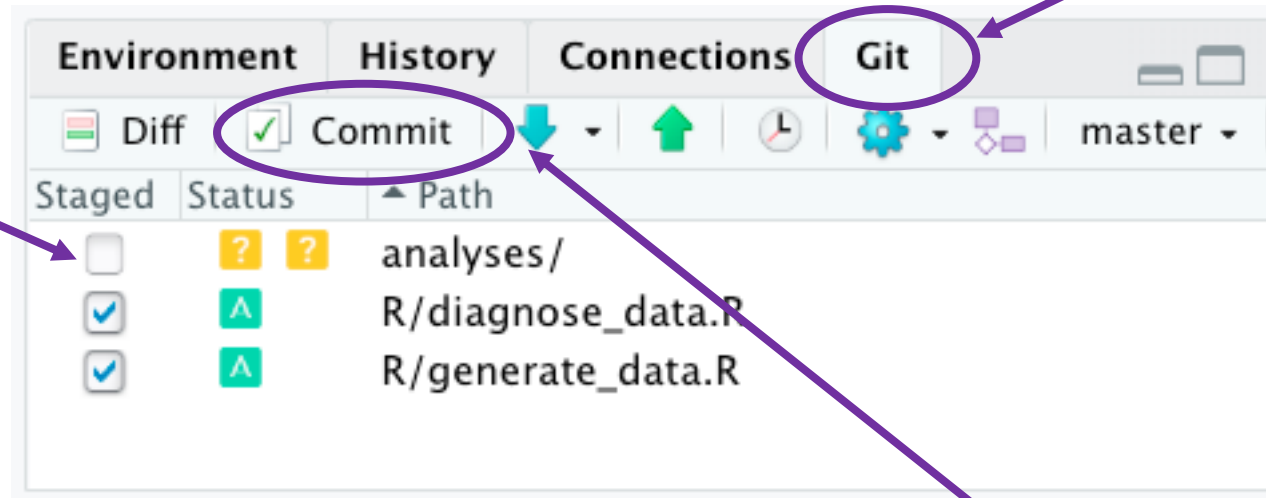 Environment History Connections Git
Diff Commit master
Staged Status Path
? ? analyses/
A R/diagnose_data.R
A R/generate_data.R